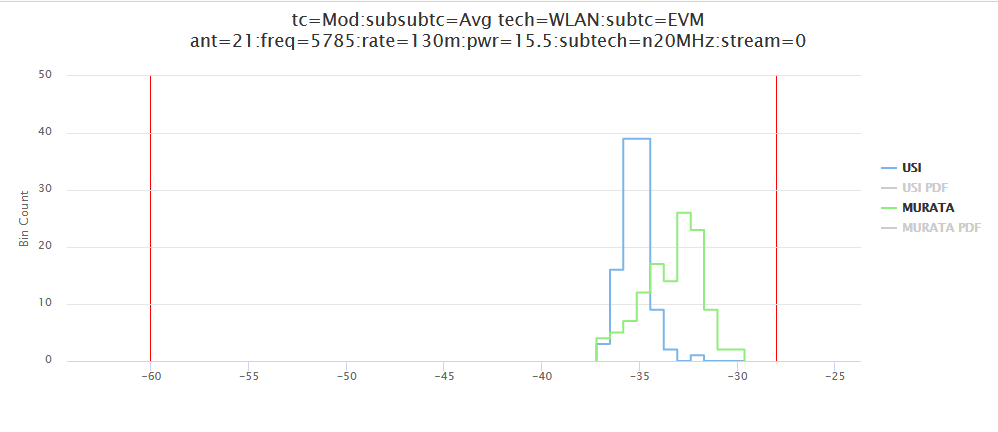 tc=Mod:subsubtc=Avg tech=WLAN:subtc=EVM
ant=21:freq=5785:rate=130m:pwr=15.5:subtech=n20MHz:stream=0
50
40
30
20
10
0
Bin Count
−60
−55
−50
−45
−40
−35
−30
−25
USI
USI PDF
MURATA
MURATA PDF